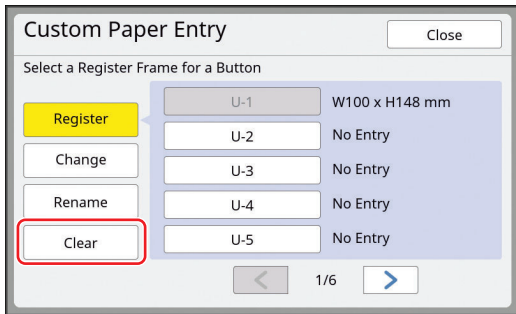 Custom Paper Entry
Close
Select a Register Frame for a Button
Register
Change
Rename
Clear
U-1 W100 x H148 mm
U-2 No Entry
U-3 No Entry
U-4 No Entry
U-5 No Entry
1/6